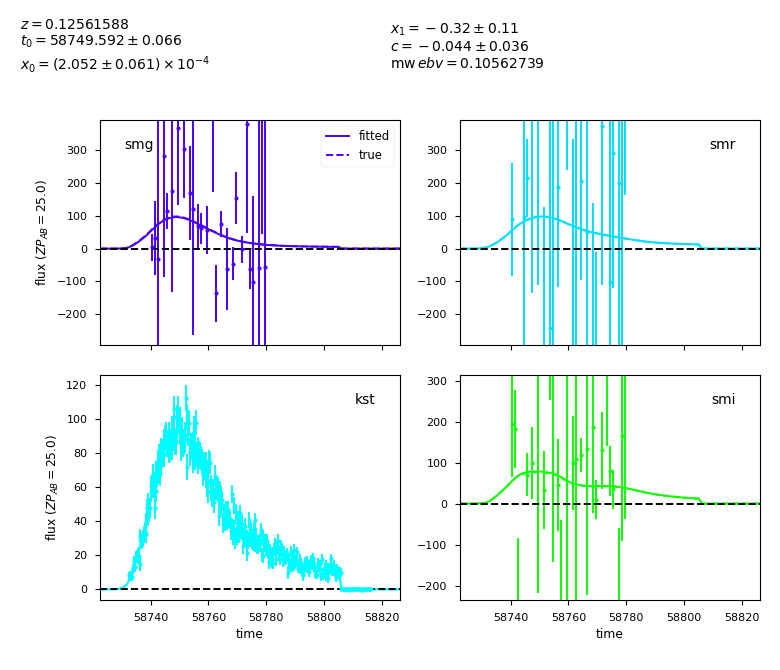 z = 0.12561588
t₀ = 58749.592 ± 0.066
x₀ = (2.052 ± 0.061) × 10⁻⁴
x₁ = −0.32 ± 0.11
c = −0.044 ± 0.036
mw ebv = 0.10562739
smg
fitted
true
300
200
100
0
−100
−200
flux (ZP_AB = 25.0)
smr
300
200
100
0
−100
−200
kst
120
100
80
60
40
20
0
flux (ZP_AB = 25.0)
58740 58760 58780 58800 58820
time
smi
300
200
100
0
−100
−200
58740 58760 58780 58800 58820
time